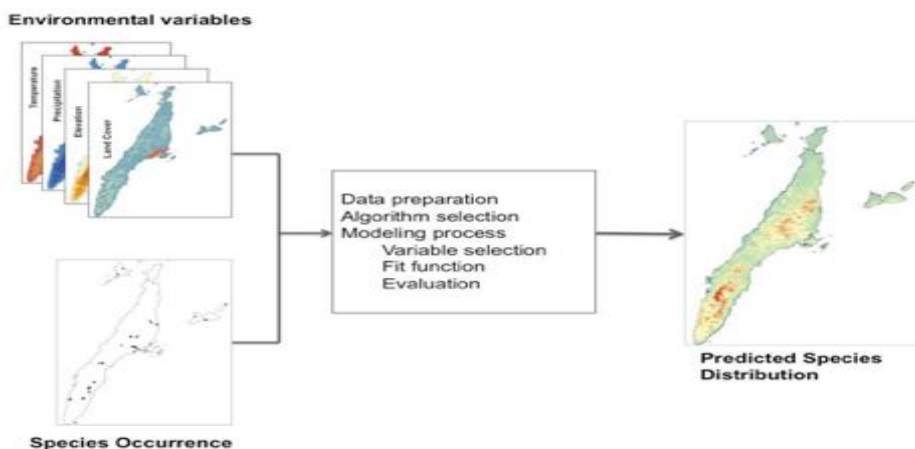 Environmental variables
Temperature
Precipitation
Elevation
Land Cover
Data preparation
Algorithm selection
Modeling process
Variable selection
Fit function
Evaluation
Species Occurrence
Predicted Species
Distribution